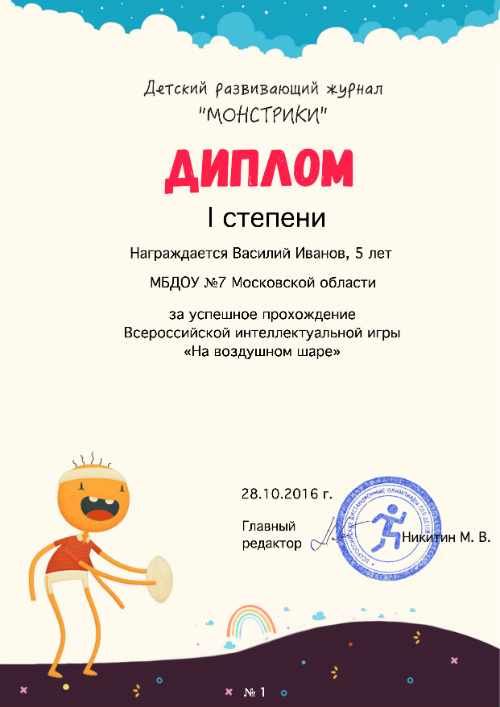 Детский развивающий журнал
"МОНСТРИКИ"
ДИПЛОМ
I степени
Награждается Василий Иванов, 5 лет
МБДОУ №7 Московской области
за успешное прохождение
Всероссийской интеллектуальной игры
«На воздушном шаре»
28.10.2016 г.
Главный
редактор
Никитин М. В.
№ 1